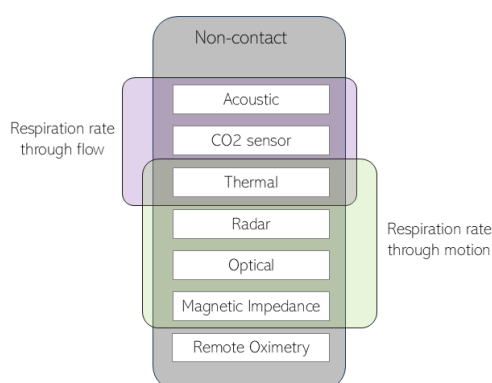 Non-contact
Acoustic
Respiration rate
through flow
CO2 sensor
Thermal
Radar
Respiration rate
through motion
Optical
Magnetic Impedance
Remote Oximetry